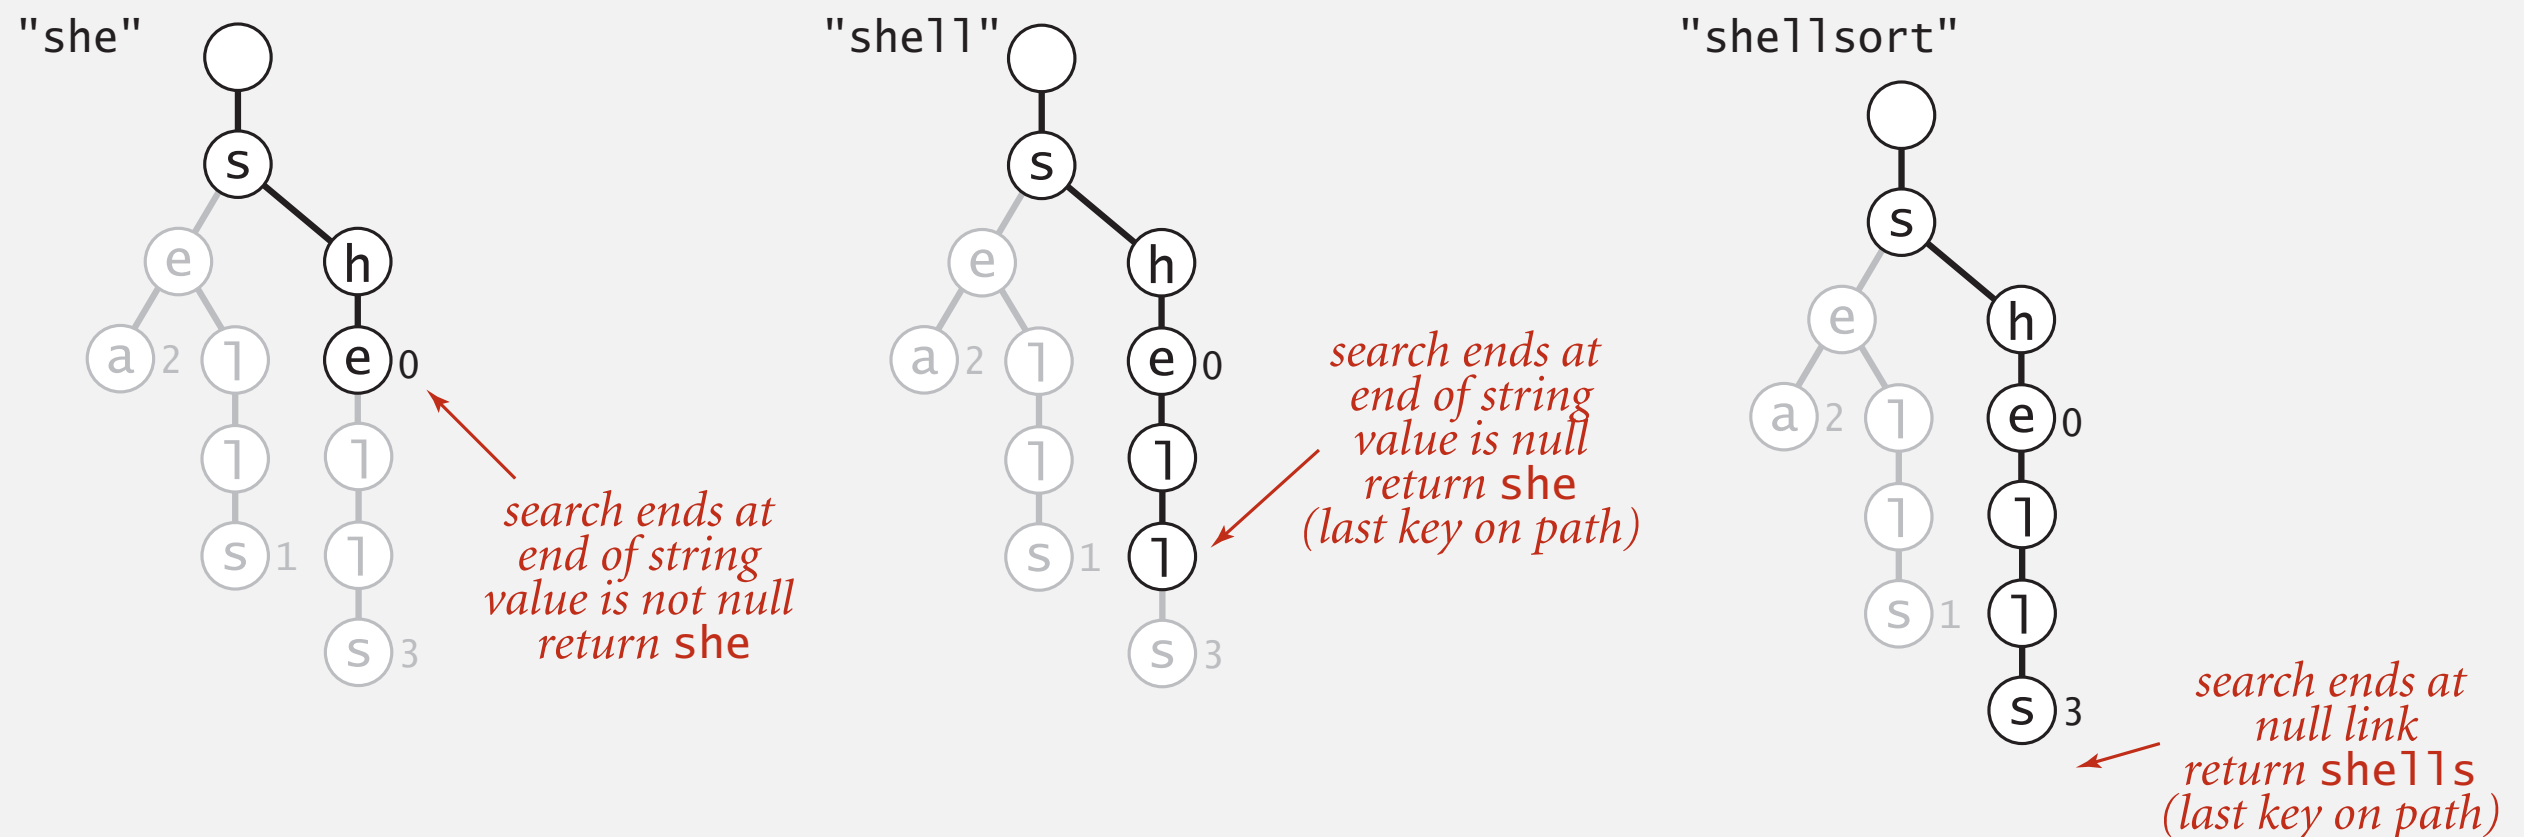 "she"
s
e
h
a 2
l
e 0
l
l
s 1
l
s 3
search ends at
end of string
value is not null
return she
"shell"
s
e
h
a 2
l
e 0
l
l
s 1
l
s 3
search ends at
end of string
value is null
return she
(last key on path)
"shellsort"
s
e
h
a 2
l
e 0
l
l
s 1
l
s 3
search ends at
null link
return shells
(last key on path)